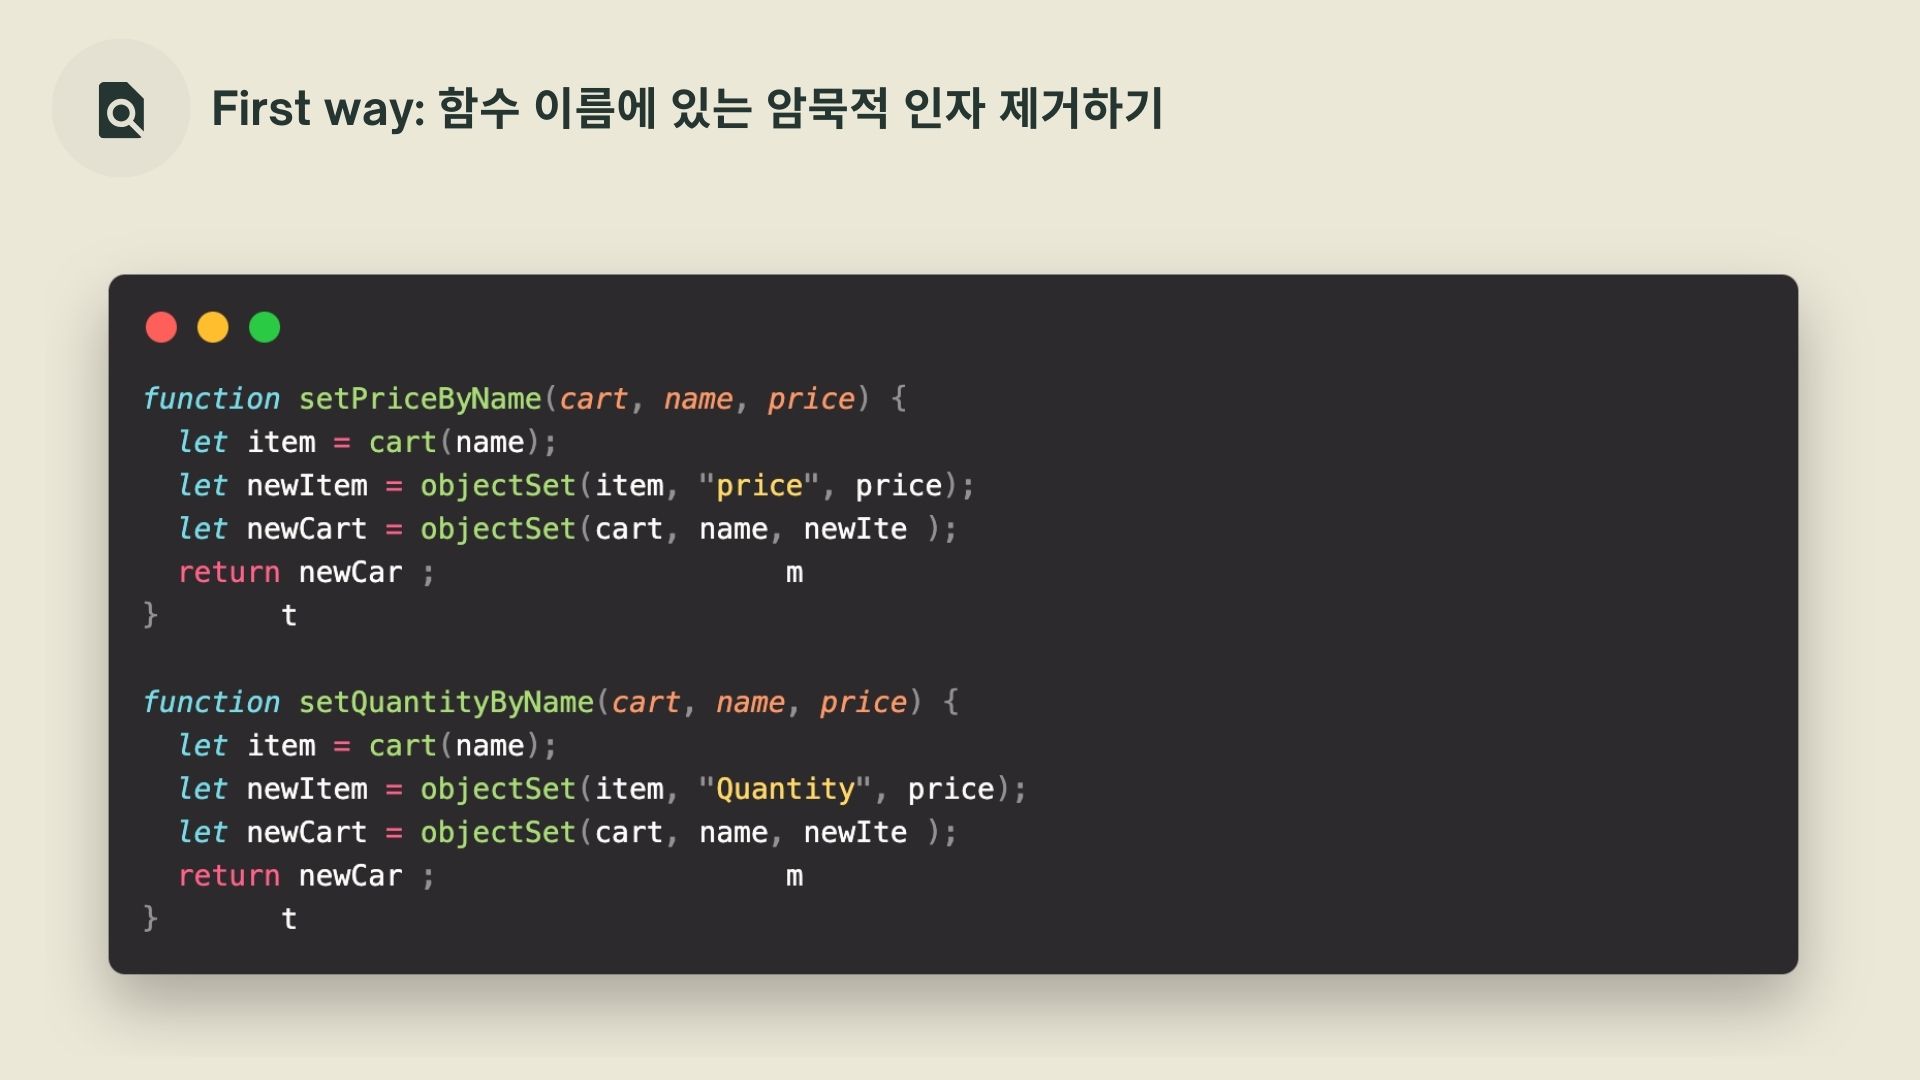 First way: 함수 이름에 있는 암묵적 인자 제거하기
function setPriceByName(cart, name, price) {
  let item = cart(name);
  let newItem = objectSet(item, "price", price);
  let newCart = objectSet(cart, name, newIte );
  return newCar ;                    m
}       t
function setQuantityByName(cart, name, price) {
  let item = cart(name);
  let newItem = objectSet(item, "Quantity", price);
  let newCart = objectSet(cart, name, newIte );
  return newCar ;                    m
}       t